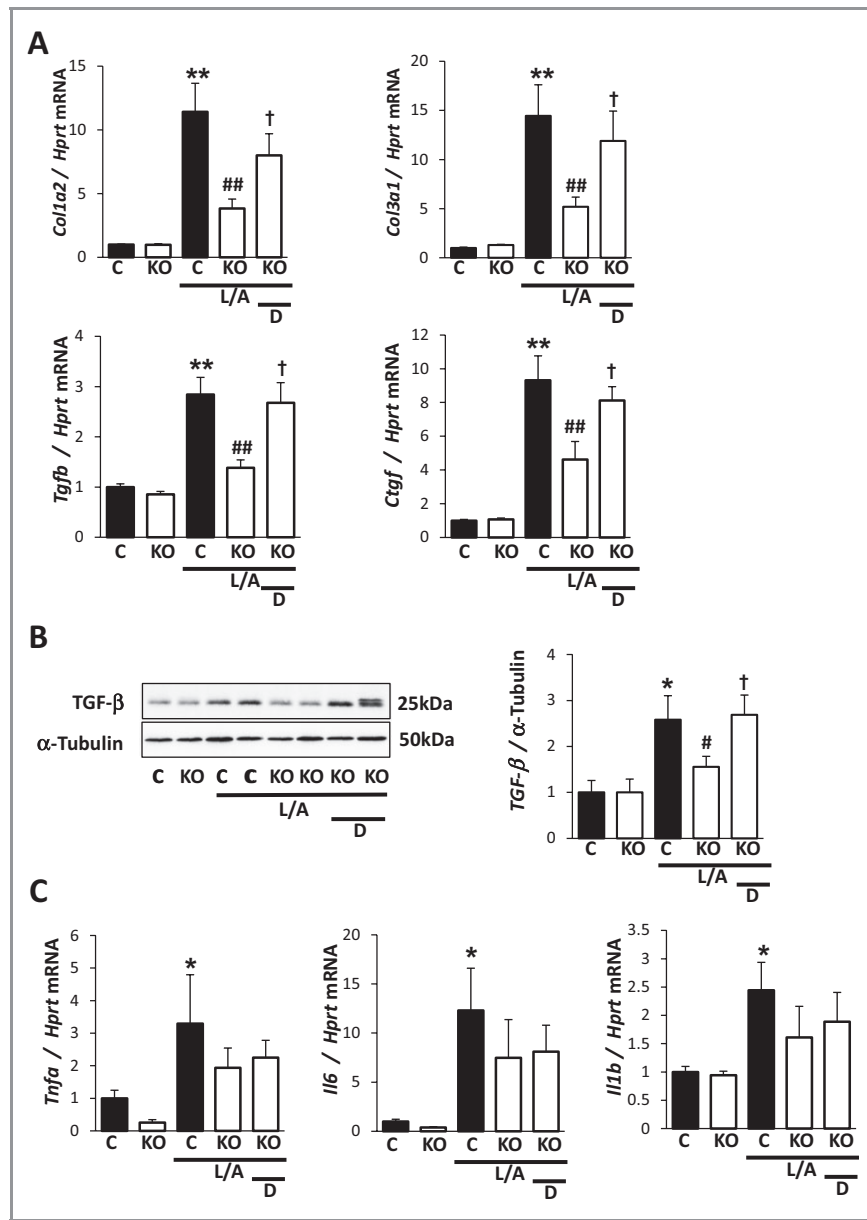 A
Col1a2 / Hprt mRNA
15
10
5
0
**
##
†
C KO C KO KO
L/A
D
Col3a1 / Hprt mRNA
20
15
10
5
0
**
##
†
C KO C KO KO
L/A
D
Tgfb / Hprt mRNA
4
3
2
1
0
**
##
†
C KO C KO KO
L/A
D
Ctgf / Hprt mRNA
12
10
8
6
4
2
0
**
##
†
C KO C KO KO
L/A
D
B
TGF-β 25kDa
α-Tubulin 50kDa
C KO C C KO KO KO KO
L/A
D
TGF-β / α-Tubulin
4
3
2
1
0
*
#
†
C KO C KO KO
L/A
D
C
Tnfa / Hprt mRNA
6
5
4
3
2
1
0
*
C KO C KO KO
L/A
D
Il6 / Hprt mRNA
20
15
10
5
0
*
C KO C KO KO
L/A
D
Il1b / Hprt mRNA
3.5
3
2.5
2
1.5
1
0.5
0
*
C KO C KO KO
L/A
D